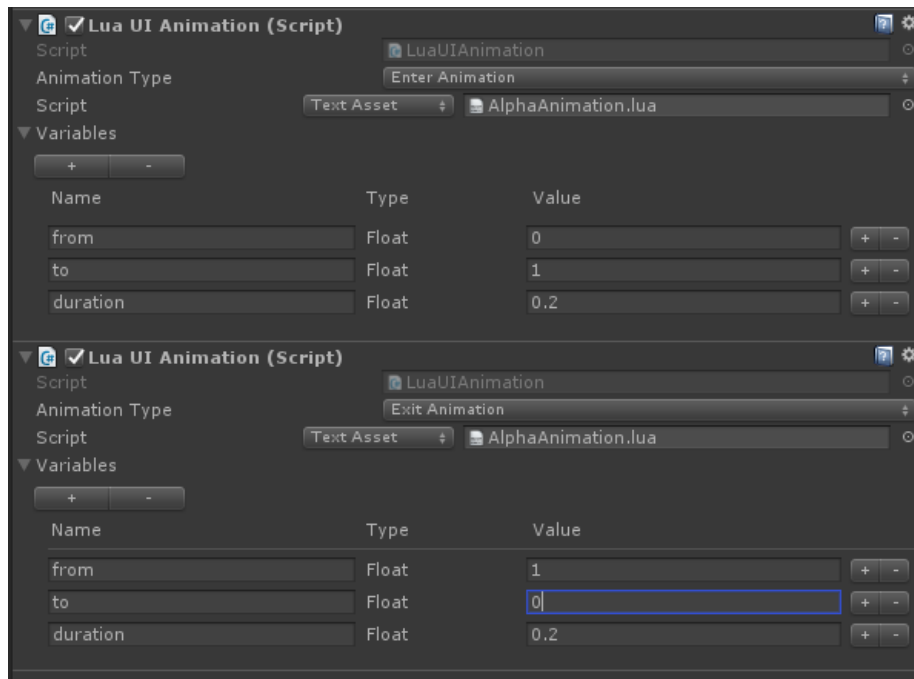 Lua UI Animation (Script)
Script LuaUIAnimation
Animation Type Enter Animation
Script Text Asset AlphaAnimation.lua
Variables
+ -
Name Type Value
from Float 0 + -
to Float 1 + -
duration Float 0.2 + -
Lua UI Animation (Script)
Script LuaUIAnimation
Animation Type Exit Animation
Script Text Asset AlphaAnimation.lua
Variables
+ -
Name Type Value
from Float 1 + -
to Float 0 + -
duration Float 0.2 + -